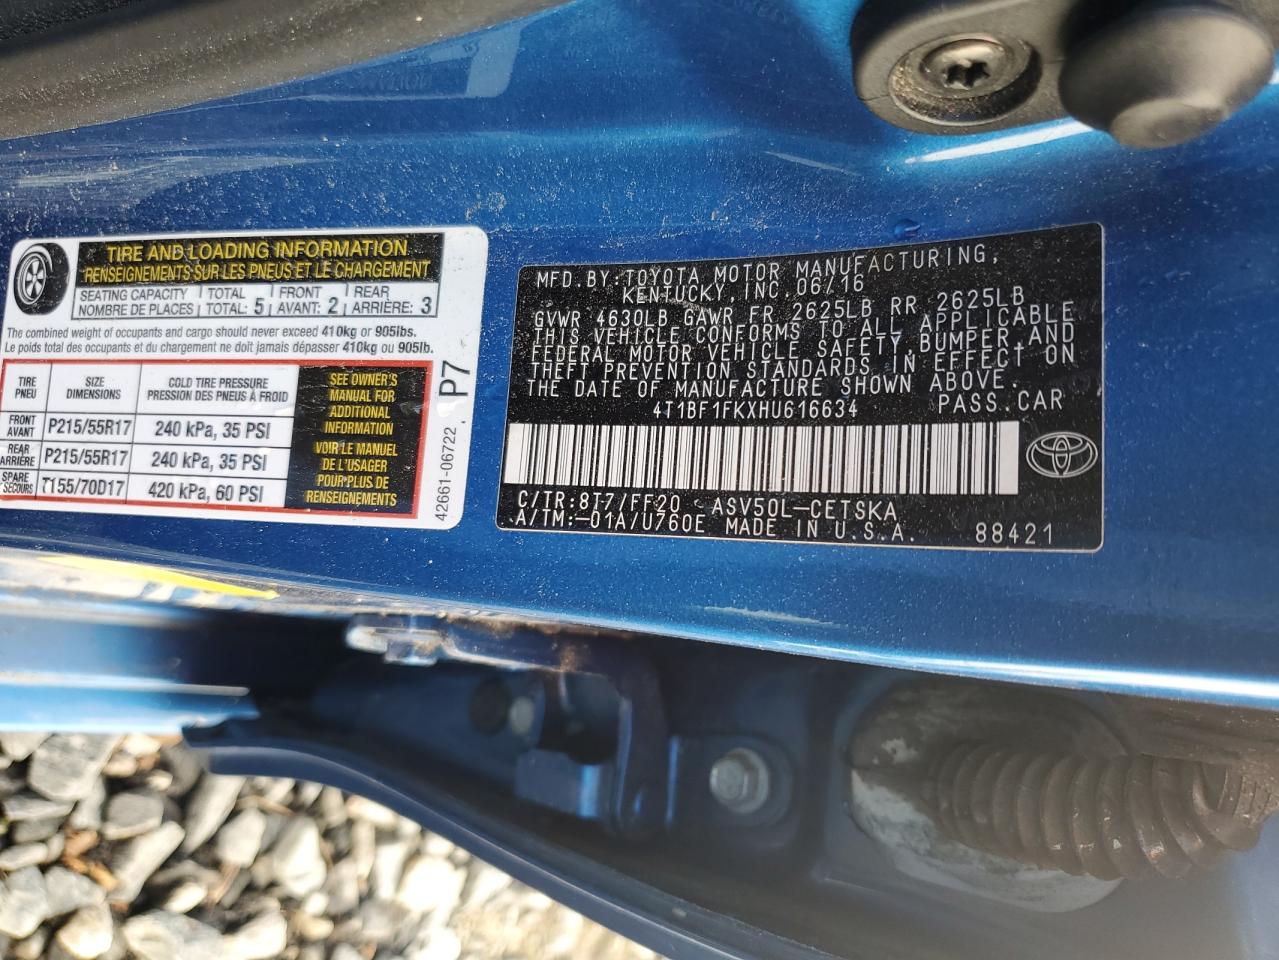 TIRE AND LOADING INFORMATION
RENSEIGNEMENTS SUR LES PNEUS ET LE CHARGEMENT
SEATING CAPACITY TOTAL FRONT REAR
NOMBRE DE PLACES TOTAL: 5 AVANT: 2 ARRIÈRE: 3
The combined weight of occupants and cargo should never exceed 410kg or 905lbs.
Le poids total des occupants et du chargement ne doit jamais dépasser 410kg ou 905lb.
TIRE SIZE COLD TIRE PRESSURE
PNEU DIMENSIONS PRESSION DES PNEUS À FROID
FRONT
AVANT P215/55R17 240 kPa, 35 PSI
REAR
ARRIÈRE P215/55R17 240 kPa, 35 PSI
SPARE
SECOURS T155/70D17 420 kPa, 60 PSI
SEE OWNER'S
MANUAL FOR
ADDITIONAL
INFORMATION
VOIR LE MANUEL
DE L'USAGER
POUR PLUS DE
RENSEIGNEMENTS
42661-06722 P7
MFD.BY:TOYOTA MOTOR MANUFACTURING,
KENTUCKY,INC 06/16
GVWR 4630LB GAWR FR 2625LB RR 2625LB
THIS VEHICLE CONFORMS TO ALL APPLICABLE
FEDERAL MOTOR VEHICLE SAFETY, BUMPER, AND
THEFT PREVENTION STANDARDS IN EFFECT ON
THE DATE OF MANUFACTURE SHOWN ABOVE.
4T1BF1FKXHU616634 PASS.CAR
C/TR:8T7/FF20 ASV50L-CETSKA
A/TM:-01A/U760E MADE IN U.S.A. 88421